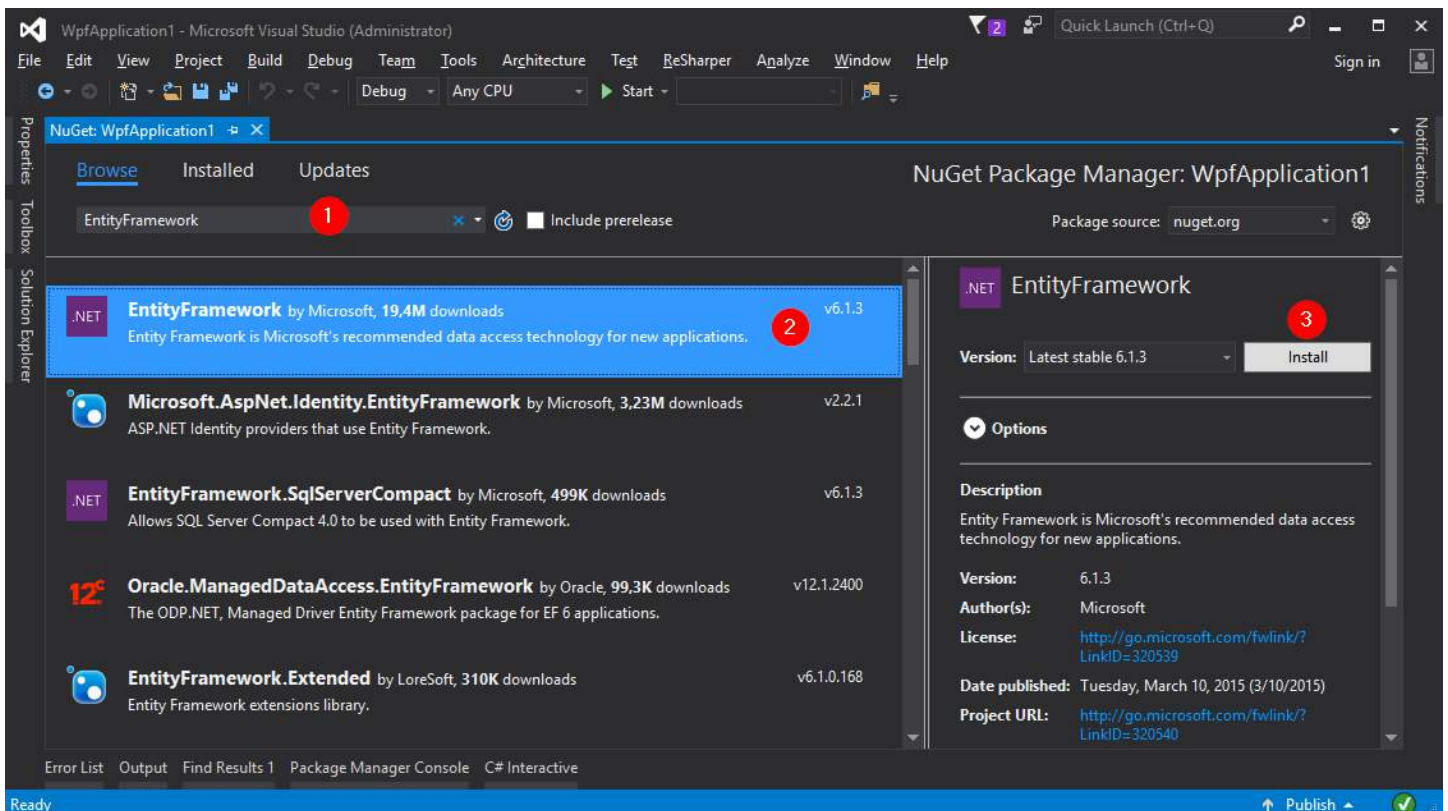 WpfApplication1 - Microsoft Visual Studio (Administrator)
2
Quick Launch (Ctrl+Q)
File Edit View Project Build Debug Team Tools Architecture Test ReSharper Analyze Window Help
Sign in
Debug Any CPU Start
Properties
Toolbox
Solution Explorer
Notifications
NuGet: WpfApplication1
Browse Installed Updates
NuGet Package Manager: WpfApplication1
EntityFramework
1
Include prerelease
Package source: nuget.org
.NET
EntityFramework by Microsoft, 19,4M downloads
v6.1.3
Entity Framework is Microsoft's recommended data access technology for new applications.
2
Microsoft.AspNet.Identity.EntityFramework by Microsoft, 3,23M downloads
v2.2.1
ASP.NET Identity providers that use Entity Framework.
.NET
EntityFramework.SqlServerCompact by Microsoft, 499K downloads
v6.1.3
Allows SQL Server Compact 4.0 to be used with Entity Framework.
12c
Oracle.ManagedDataAccess.EntityFramework by Oracle, 99,3K downloads
v12.1.2400
The ODP.NET, Managed Driver Entity Framework package for EF 6 applications.
EntityFramework.Extended by LoreSoft, 310K downloads
v6.1.0.168
Entity Framework extensions library.
.NET
EntityFramework
3
Version: Latest stable 6.1.3
Install
Options
Description
Entity Framework is Microsoft's recommended data access
technology for new applications.
Version: 6.1.3
Author(s): Microsoft
License: http://go.microsoft.com/fwlink/?
LinkID=320539
Date published: Tuesday, March 10, 2015 (3/10/2015)
Project URL: http://go.microsoft.com/fwlink/?
LinkID=320540
Error List Output Find Results 1 Package Manager Console C# Interactive
Ready
Publish